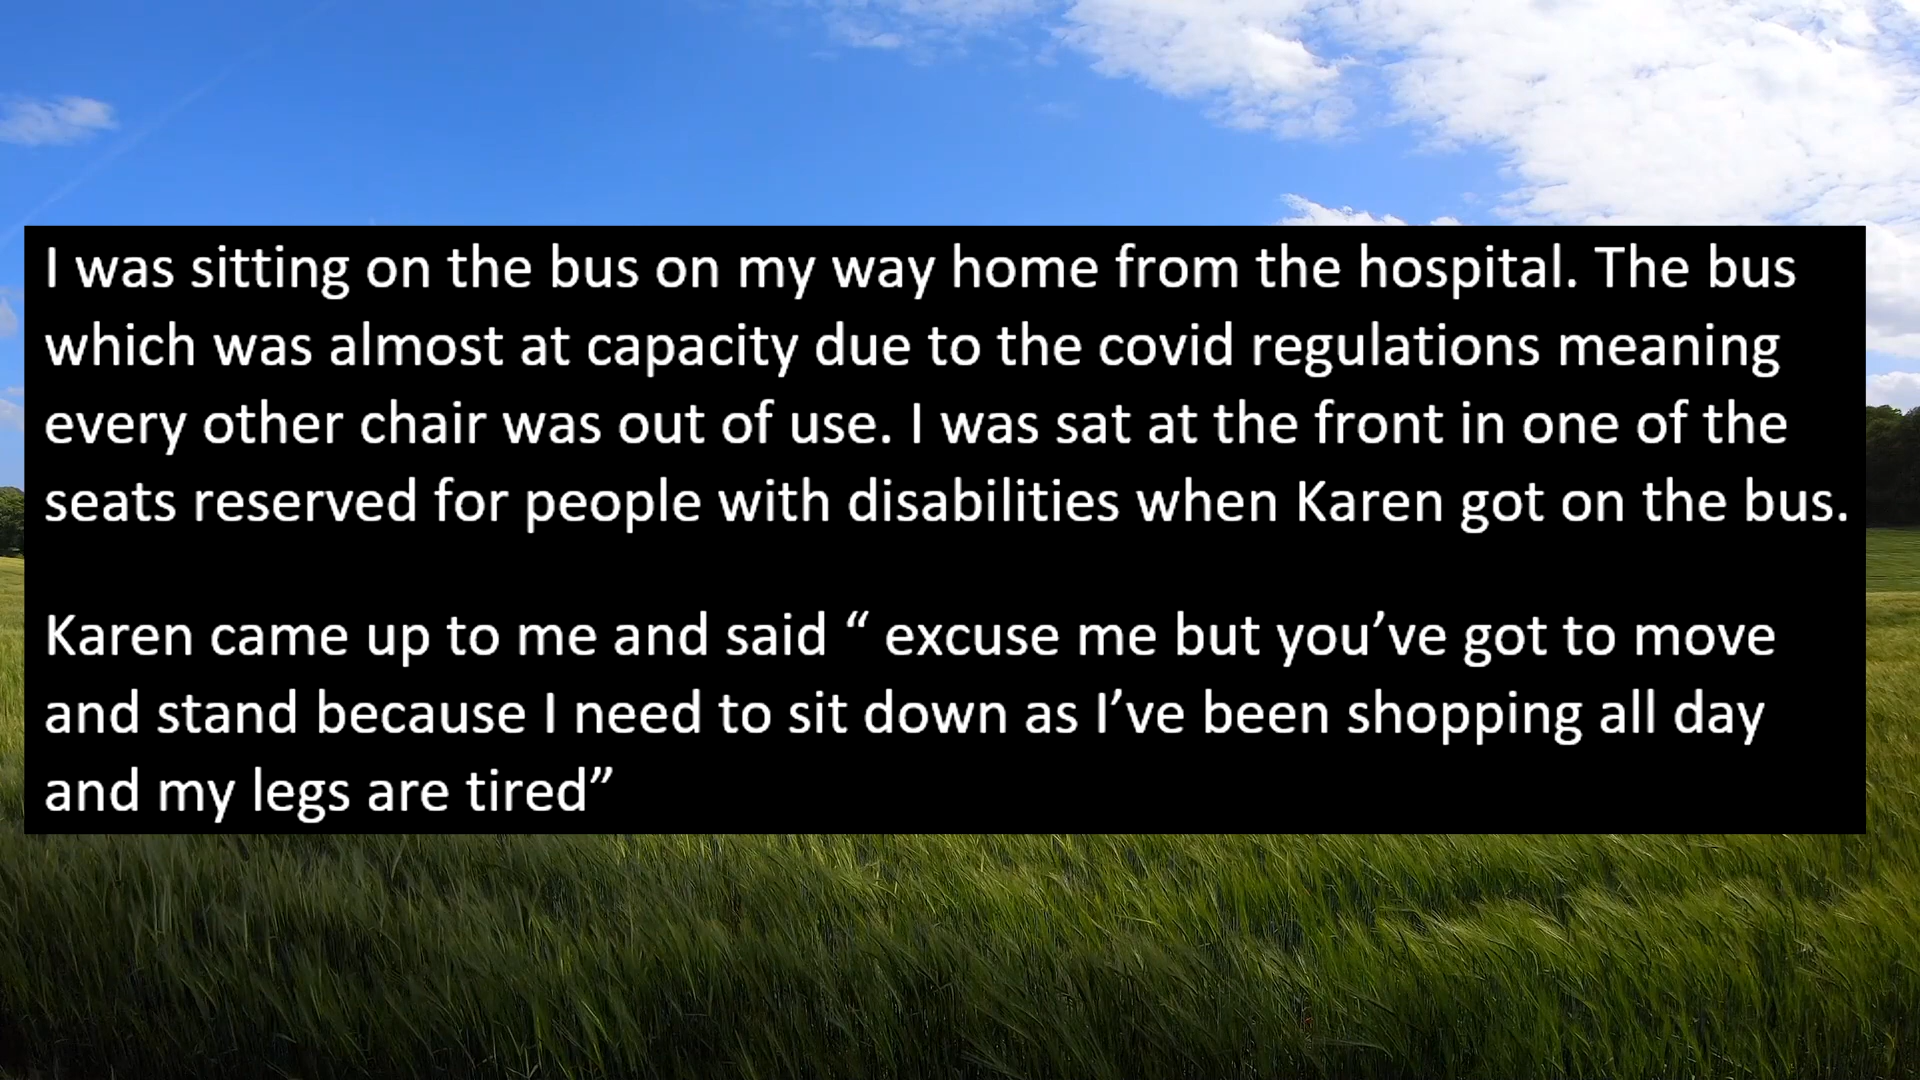 I was sitting on the bus on my way home from the hospital. The bus
which was almost at capacity due to the covid regulations meaning
every other chair was out of use. I was sat at the front in one of the
seats reserved for people with disabilities when Karen got on the bus.
Karen came up to me and said “ excuse me but you’ve got to move
and stand because I need to sit down as I’ve been shopping all day
and my legs are tired”